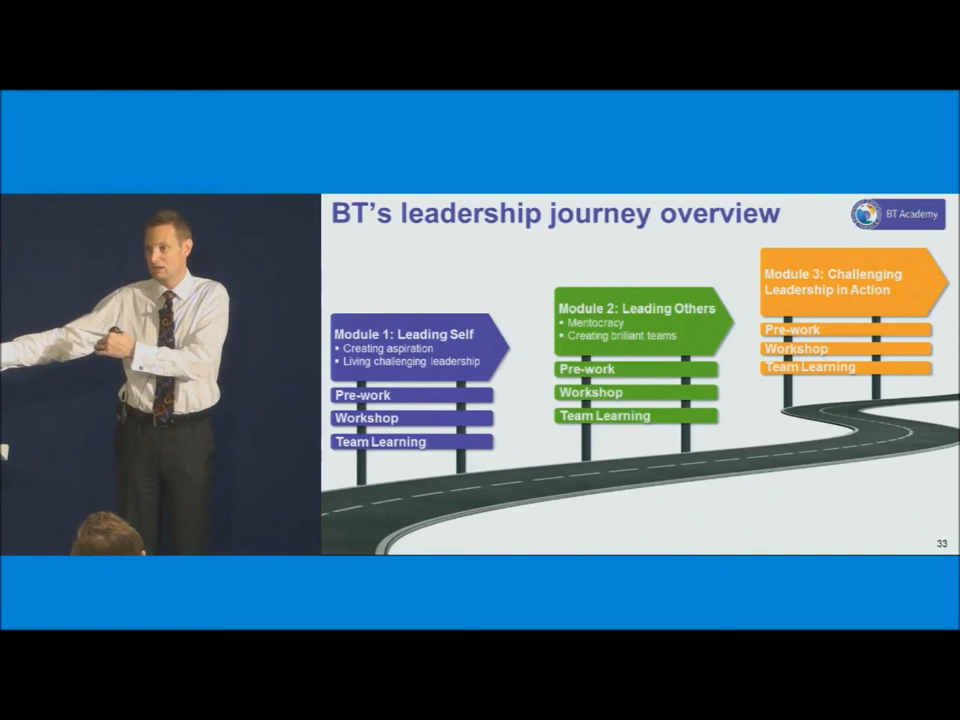 BT's leadership journey overview
BT Academy
Module 1: Leading Self
▪ Creating aspiration
▪ Living challenging leadership
Pre-work
Workshop
Team Learning
Module 2: Leading Others
▪ Meritocracy
▪ Creating brilliant teams
Pre-work
Workshop
Team Learning
Module 3: Challenging
Leadership in Action
Pre-work
Workshop
Team Learning
33